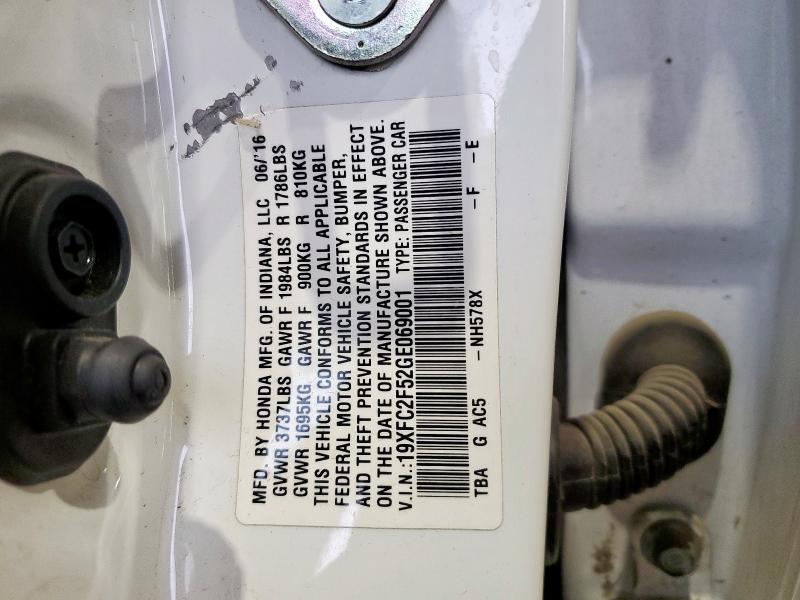 MFD. BY HONDA MFG. OF INDIANA, LLC 06/'16
GVWR 3737LBS GAWR F 1984LBS R 1786LBS
GVWR 1695KG GAWR F 900KG R 810KG
THIS VEHICLE CONFORMS TO ALL APPLICABLE
FEDERAL MOTOR VEHICLE SAFETY, BUMPER,
AND THEFT PREVENTION STANDARDS IN EFFECT
ON THE DATE OF MANUFACTURE SHOWN ABOVE.
V.I.N.:19XFC2F52GE069001 TYPE: PASSENGER CAR
TBA G AC5 -NH578X -F -E